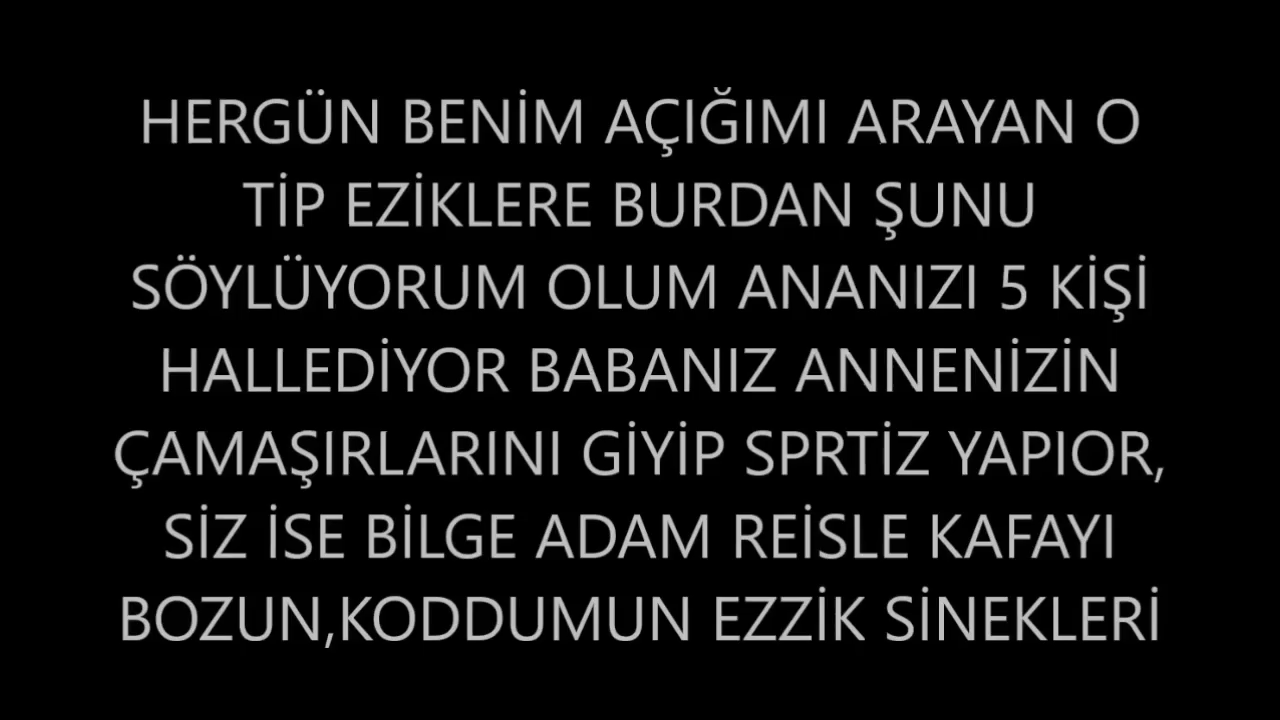 HERGÜN BENİM AÇIĞIMI ARAYAN O
TİP EZİKLERE BURDAN ŞUNU
SÖYLÜYORUM OLUM ANANIZI 5 KİŞİ
HALLEDİYOR BABANIZ ANNENİZİN
ÇAMAŞIRLARINI GİYİP SPRTİZ YAPIOR,
SİZ İSE BİLGE ADAM REİSLE KAFAYI
BOZUN,KODDUMUN EZZİK SİNEKLERİ